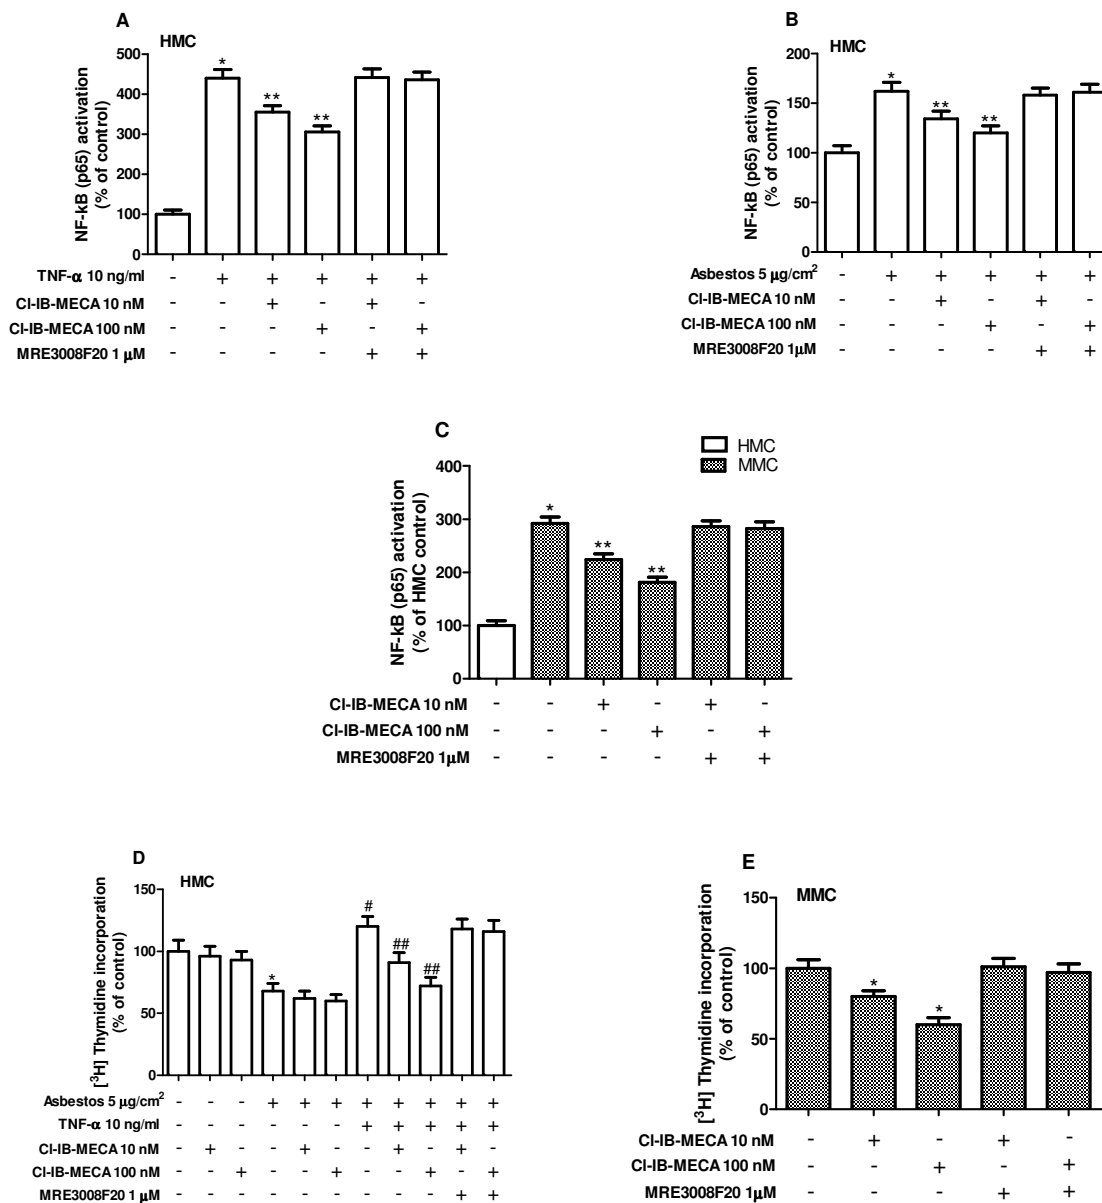 A
HMC
NF-kB (p65) activation
(% of control)
500
400
300
200
100
0
*
**
**
TNF-α 10 ng/ml - + + + + +
Cl-IB-MECA 10 nM - - + - + -
Cl-IB-MECA 100 nM - - - + - +
MRE3008F20 1 μM - - - - + +
B
HMC
NF-kB (p65) activation
(% of control)
200
150
100
50
0
*
**
**
Asbestos 5 μg/cm² - + + + + +
Cl-IB-MECA 10 nM - - + - + -
Cl-IB-MECA 100 nM - - - + - +
MRE3008F20 1μM - - - - + +
C
HMC
MMC
NF-kB (p65) activation
(% of HMC control)
400
300
200
100
0
*
**
**
Cl-IB-MECA 10 nM - - + - + -
Cl-IB-MECA 100 nM - - - + - +
MRE3008F20 1μM - - - - + +
D
HMC
[³H] Thymidine incorporation
(% of control)
150
100
50
0
*
#
##
##
Asbestos 5 μg/cm² - - - + + + + + + + +
TNF-α 10 ng/ml - - - - - - + + + + +
Cl-IB-MECA 10 nM - + - - + - - + - + -
Cl-IB-MECA 100 nM - - + - - + - - + - +
MRE3008F20 1 μM - - - - - - - - - + +
E
MMC
[³H] Thymidine incorporation
(% of control)
150
100
50
0
*
*
Cl-IB-MECA 10 nM - + - + -
Cl-IB-MECA 100 nM - - + - +
MRE3008F20 1 μM - - - + +